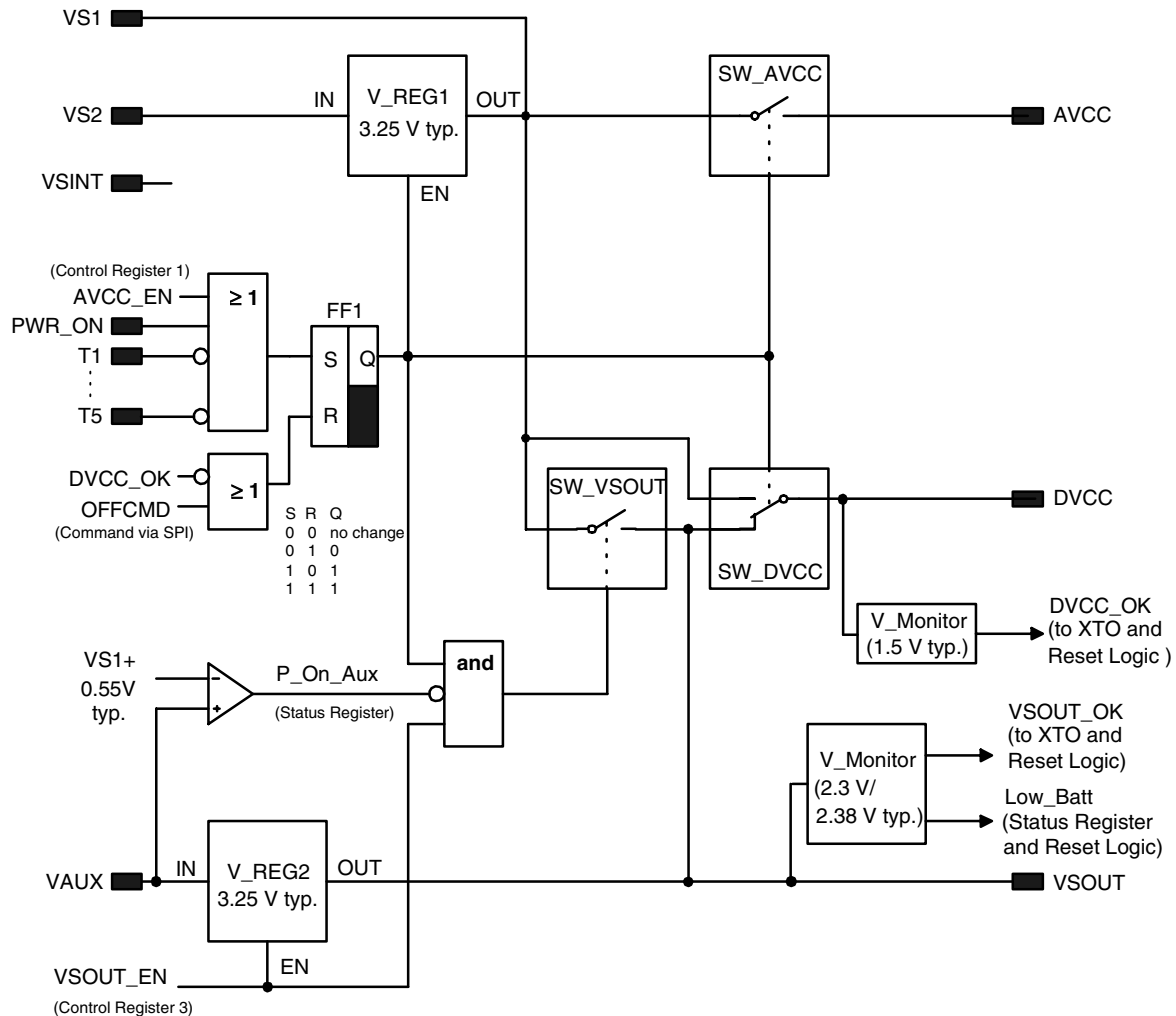 VS1
SW_AVCC
VS2
IN
V_REG1
3.25 V typ.
OUT
AVCC
VSINT
EN
(Control Register 1)
AVCC_EN
PWR_ON
T1
T5
≥ 1
FF1
S
Q
R
DVCC_OK
OFFCMD
(Command via SPI)
≥ 1
S R Q
0 0 no change
0 1 0
1 0 1
1 1 1
SW_VSOUT
SW_DVCC
DVCC
V_Monitor
(1.5 V typ.)
DVCC_OK
(to XTO and
Reset Logic )
VS1+
0.55V
typ.
-
+
P_On_Aux
(Status Register)
and
V_Monitor
(2.3 V/
2.38 V typ.)
VSOUT_OK
(to XTO and
Reset Logic)
Low_Batt
(Status Register
and Reset Logic)
VAUX
IN
V_REG2
3.25 V typ.
OUT
VSOUT
EN
VSOUT_EN
(Control Register 3)